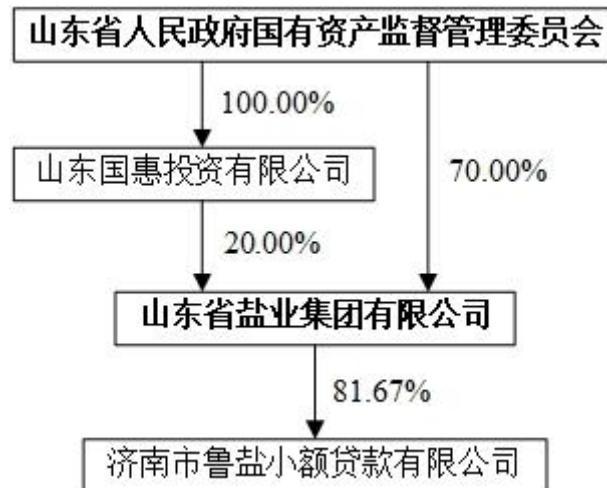 山东省人民政府国有资产监督管理委员会
100.00%
山东国惠投资有限公司
70.00%
20.00%
山东省盐业集团有限公司
81.67%
济南市鲁盐小额贷款有限公司